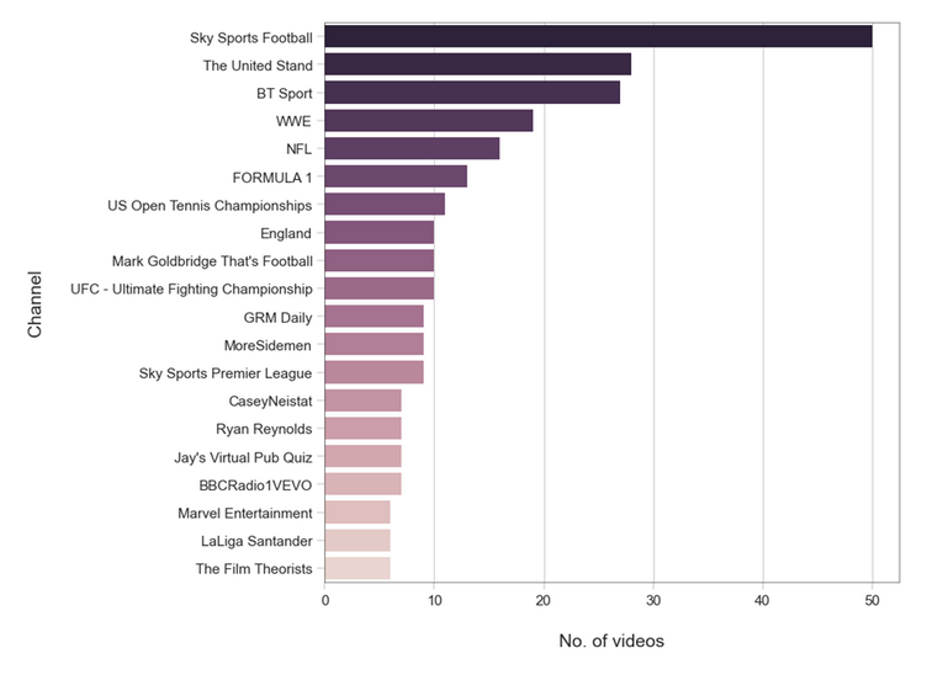 Sky Sports Football
The United Stand
BT Sport
WWE
NFL
FORMULA 1
US Open Tennis Championships
England
Mark Goldbridge That's Football
UFC - Ultimate Fighting Championship
GRM Daily
MoreSidemen
Sky Sports Premier League
CaseyNeistat
Ryan Reynolds
Jay's Virtual Pub Quiz
BBCRadio1VEVO
Marvel Entertainment
LaLiga Santander
The Film Theorists
Channel
0 10 20 30 40 50
No. of videos